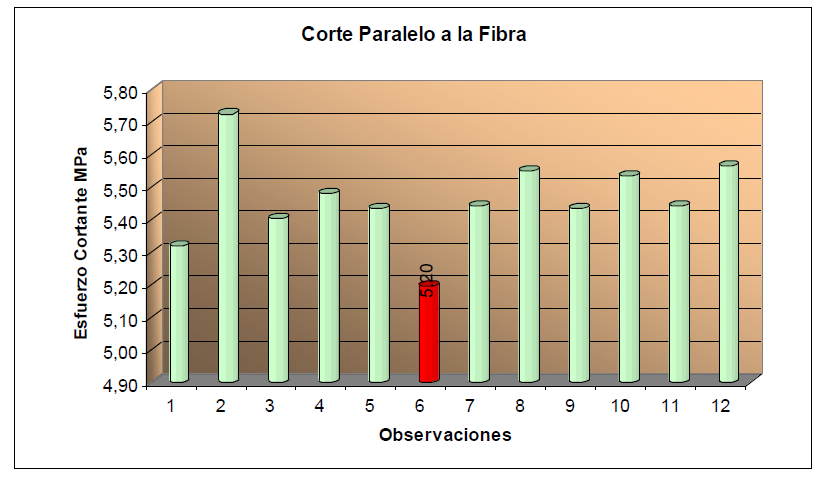 Corte Paralelo a la Fibra
Esfuerzo Cortante MPa
5,80
5,70
5,60
5,50
5,40
5,30
5,20
5,10
5,00
4,90
5,20
1 2 3 4 5 6 7 8 9 10 11 12
Observaciones